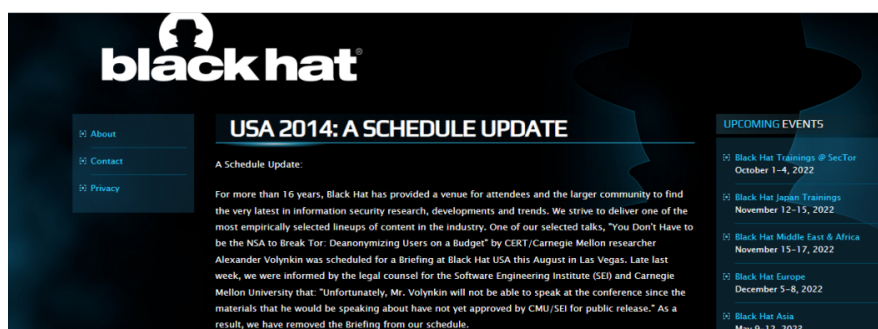 black hat®
About
Contact
Privacy
USA 2014: A SCHEDULE UPDATE
A Schedule Update:
For more than 16 years, Black Hat has provided a venue for attendees and the larger community to find
the very latest in information security research, developments and trends. We strive to deliver one of the
most empirically selected lineups of content in the industry. One of our selected talks, "You Don't Have to
be the NSA to Break Tor: Deanonymizing Users on a Budget" by CERT/Carnegie Mellon researcher
Alexander Volynkin was scheduled for a Briefing at Black Hat USA this August in Las Vegas. Late last
week, we were informed by the legal counsel for the Software Engineering Institute (SEI) and Carnegie
Mellon University that: "Unfortunately, Mr. Volynkin will not be able to speak at the conference since the
materials that he would be speaking about have not yet approved by CMU/SEI for public release." As a
result, we have removed the Briefing from our schedule.
UPCOMING EVENTS
Black Hat Trainings @ SecTor
October 1-4, 2022
Black Hat Japan Trainings
November 12-15, 2022
Black Hat Middle East & Africa
November 15-17, 2022
Black Hat Europe
December 5-8, 2022
Black Hat Asia
May 9-12, 2023